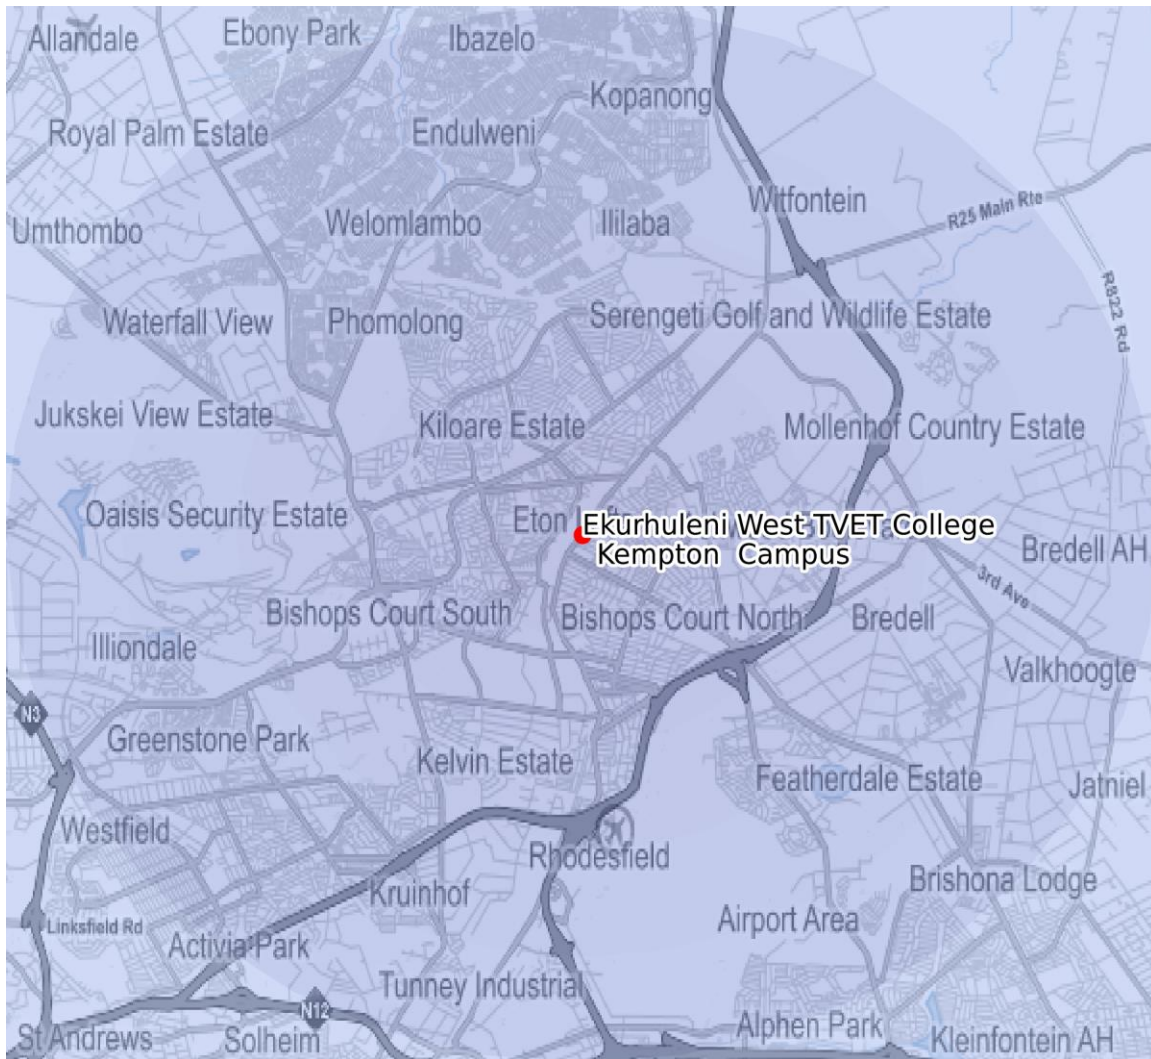 Allandale
Ebony Park
Ibazelo
Kopanong
Royal Palm Estate
Endulweni
Witfontein
R25 Main Rte
Umthombo
Welomlambo
Ililaba
R822 Rd
Waterfall View
Phomolong
Serengeti Golf and Wildlife Estate
Jukskei View Estate
Kiloare Estate
Mollenhof Country Estate
Oaisis Security Estate
Eton
Ekurhuleni West TVET College
Kempton Campus
Bredell AH
3rd Ave
Bishops Court South
Bishops Court North
Bredell
Illiondale
Valkhoogte
N3
Greenstone Park
Kelvin Estate
Featherdale Estate
Jatniel
Westfield
Rhodesfield
Kruinhof
Brishona Lodge
Linksfield Rd
Activia Park
Airport Area
Tunney Industrial
N12
St Andrews
Solheim
Alphen Park
Kleinfontein AH